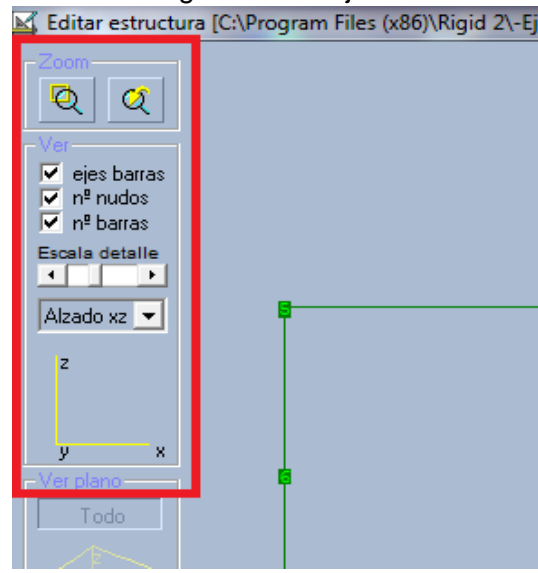 Editar estructura [C:\Program Files (x86)\Rigid 2\-Ej
Zoom
Ver
ejes barras
nº nudos
nº barras
Escala detalle
Alzado xz
z
y x
Ver plano
Todo
z
5
6